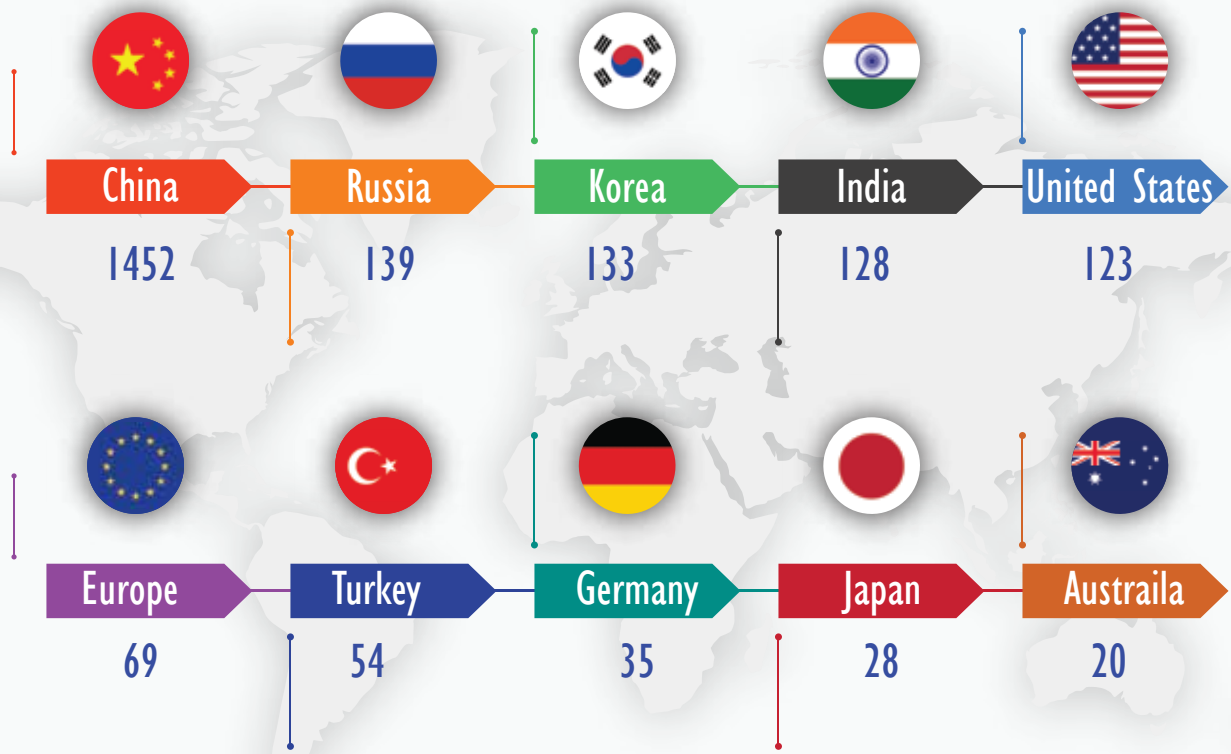 China
Russia
Korea
India
United States
1452
139
133
128
123
Europe
Turkey
Germany
Japan
Austraila
69
54
35
28
20